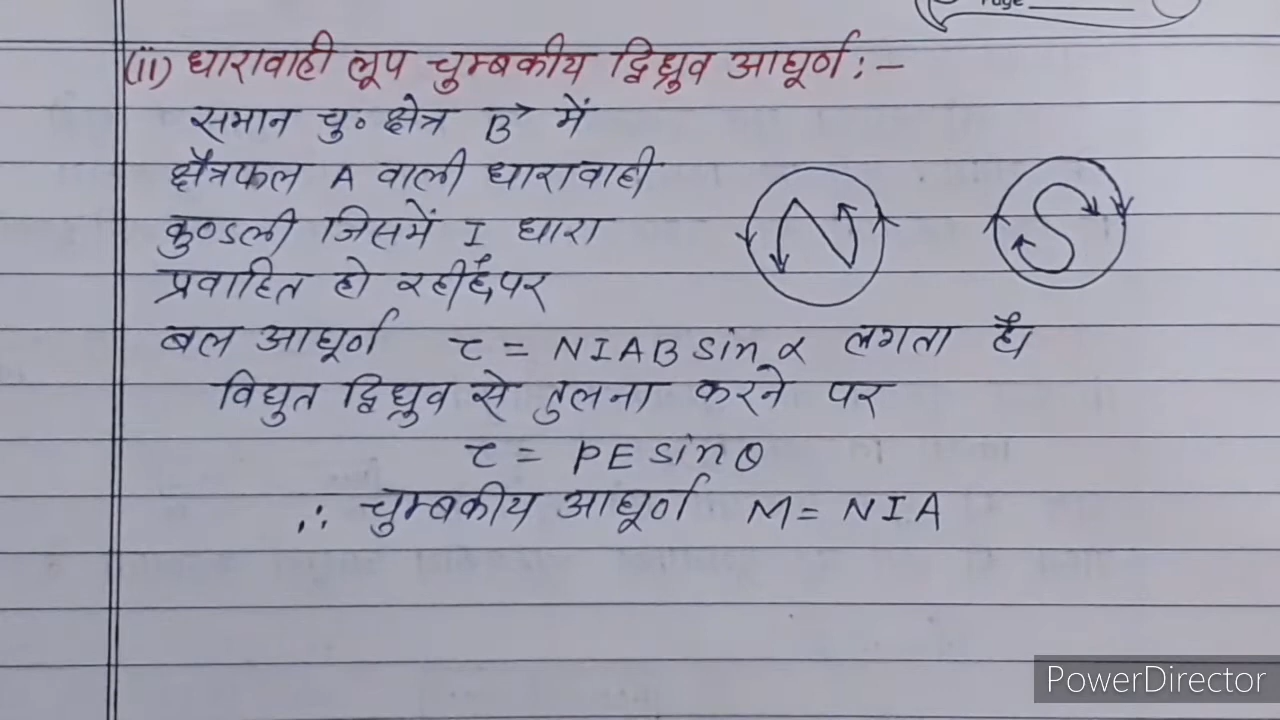 Page
(ii) धारावाही लूप चुम्बकीय द्विध्रुव आघूर्ण :-
समान चु॰ क्षेत्र B→ में
क्षैत्रफल A वाली धारावाही
कुण्डली जिसमें I धारा
प्रवाहित हो रही है, पर
N S
बल आघूर्ण τ = NIAB sin α लगता है।
विद्युत द्विध्रुव से तुलना करने पर
τ = PE sin θ
∴ चुम्बकीय आघूर्ण M = NIA
PowerDirector